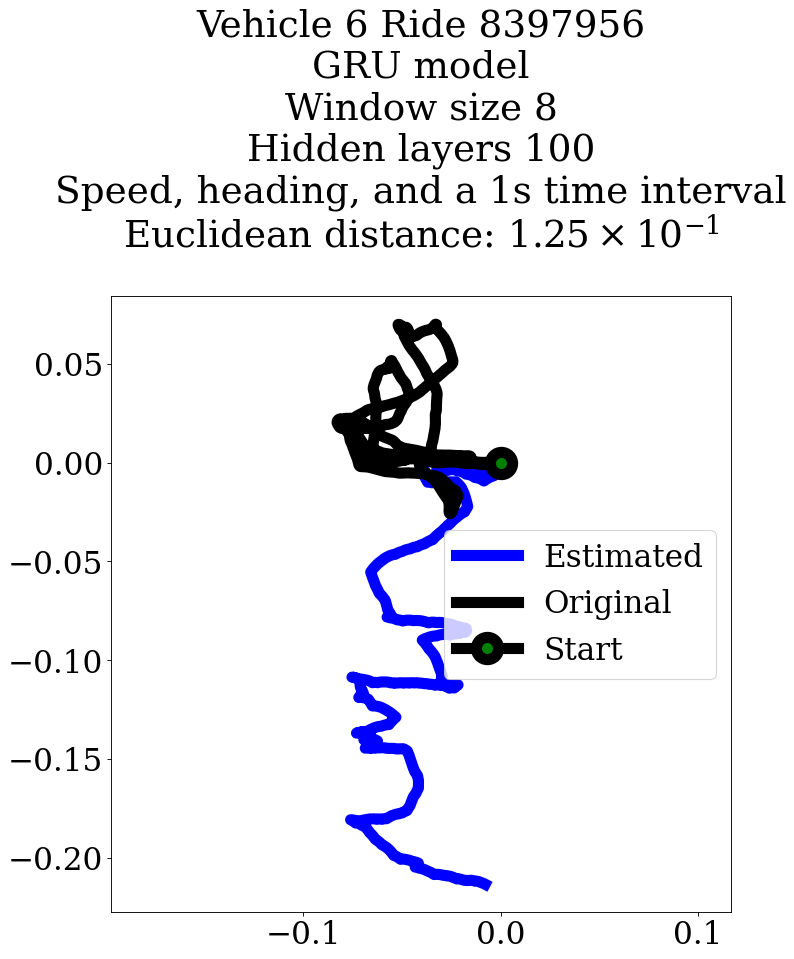 Vehicle 6 Ride 8397956
GRU model
Window size 8
Hidden layers 100
Speed, heading, and a 1s time interval
Euclidean distance: 1.25 × 10⁻¹
0.05
0.00
−0.05
−0.10
−0.15
−0.20
Estimated
Original
Start
−0.1
0.0
0.1